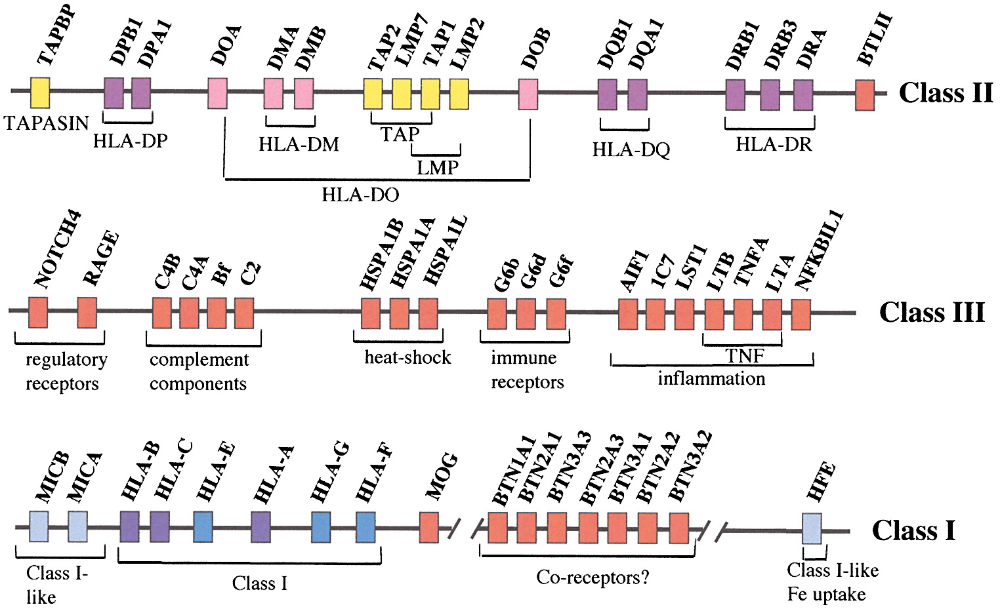 TAPBP DPB1 DPA1 DOA DMA DMB TAP2 LMP7 TAP1 LMP2 DOB DQB1 DQA1 DRB1 DRB3 DRA BTLII
Class II
TAPASIN HLA-DP HLA-DM TAP HLA-DQ HLA-DR
LMP
HLA-DO
NOTCH4 RAGE C4B C4A Bf C2 HSPA1B HSPA1A HSPA1L G6b G6d G6f AIF1 1C7 LST1 LTB TNFA LTA NFKBIL1
Class III
regulatory
receptors
complement
components
heat-shock
immune
receptors
TNF
inflammation
MICB MICA HLA-B HLA-C HLA-E HLA-A HLA-G HLA-F MOG BTN1A1 BTN2A1 BTN3A3 BTN2A3 BTN3A1 BTN2A2 BTN3A2 HFE
Class I
Class I-
like
Class I
Co-receptors?
Class I-like
Fe uptake